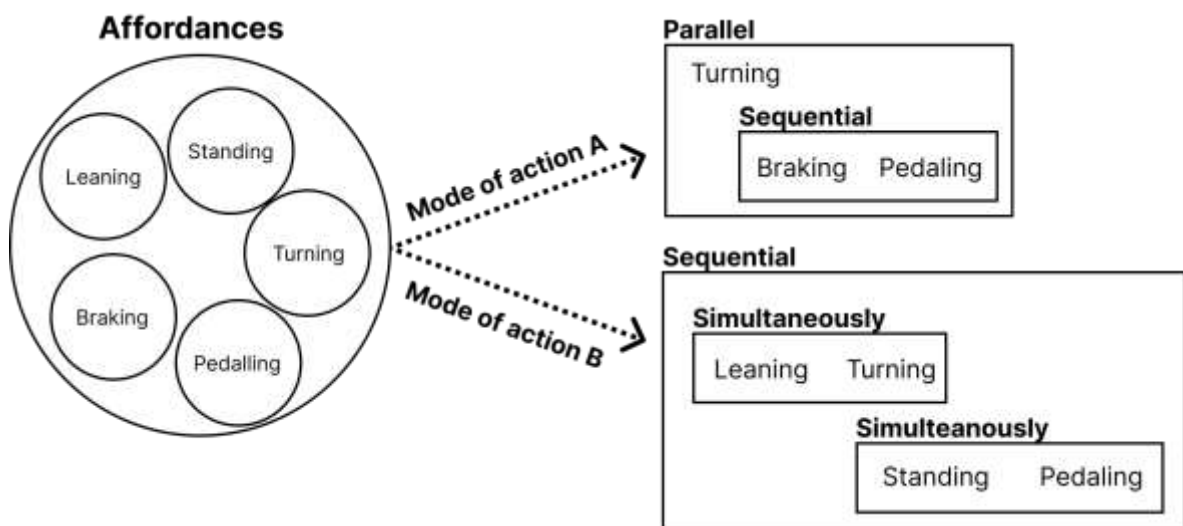 Affordances
Leaning
Standing
Turning
Braking
Pedalling
Mode of action A
Mode of action B
Parallel
Turning
Sequential
Braking Pedaling
Sequential
Simultaneously
Leaning Turning
Simulteanously
Standing Pedaling